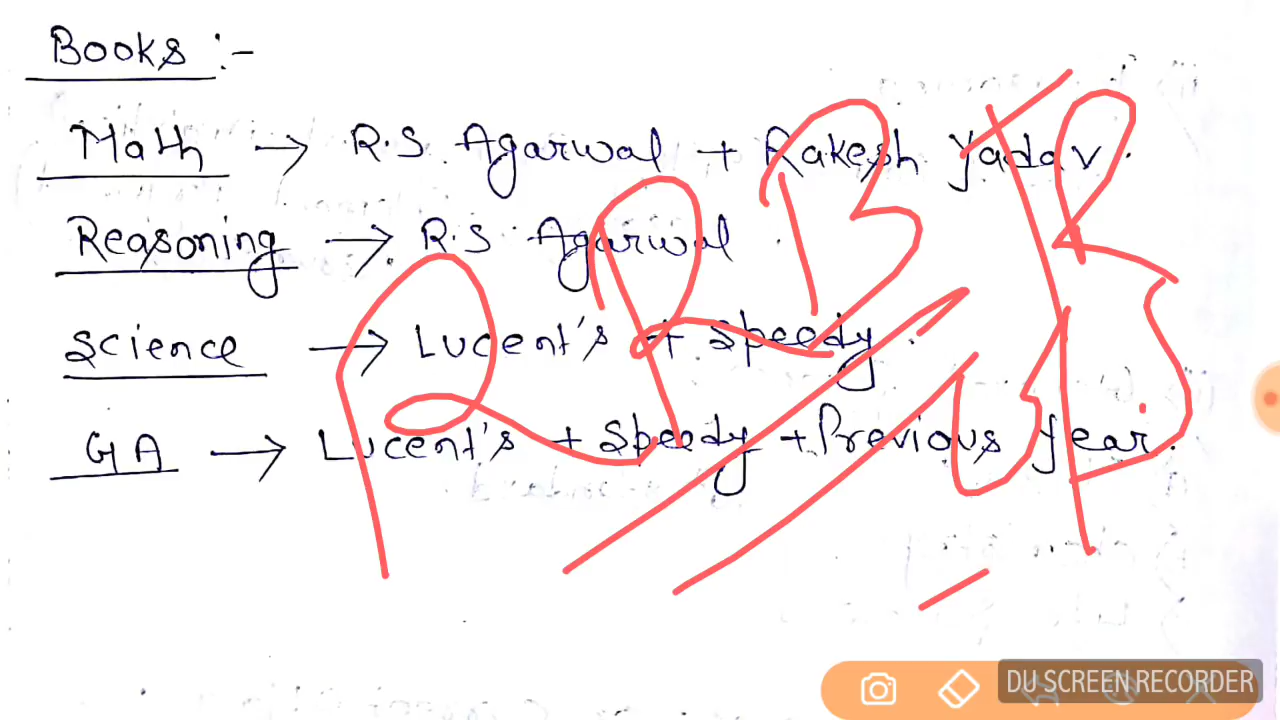 Books :-
Math → R.S Agarwal + Rakesh Yadav.
Reasoning → R.S Agarwal.
Science → Lucent's + Speedy.
GA → Lucent's + Speedy + Previous Year.
RRB
DU SCREEN RECORDER